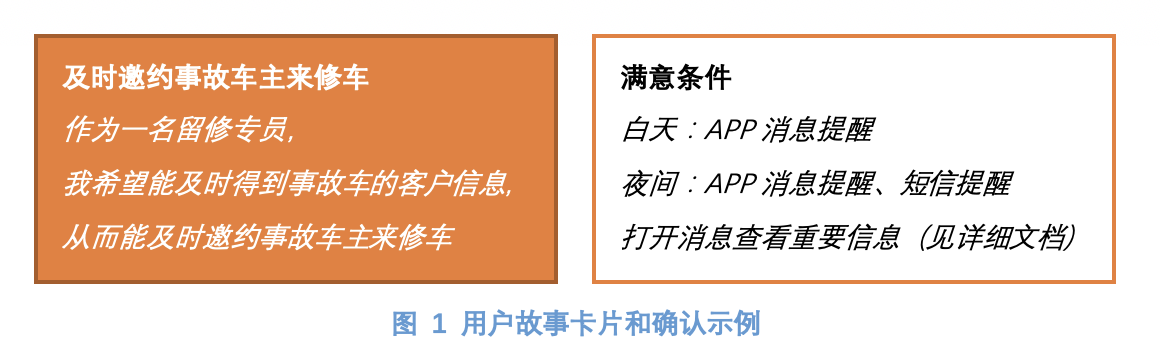 及时邀约事故车主来修车
作为一名留修专员,
我希望能及时得到事故车的客户信息,
从而能及时邀约事故车主来修车
满意条件
白天：APP 消息提醒
夜间：APP 消息提醒、短信提醒
打开消息查看重要信息（见详细文档）
图 1 用户故事卡片和确认示例